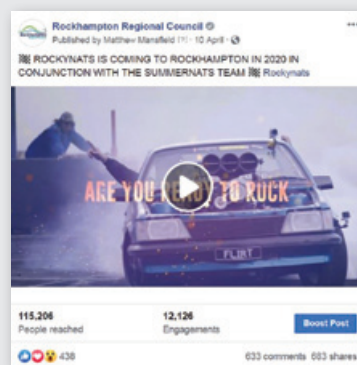 Rockhampton Regional Council
Published by Matthew Mansfield [?] · 10 April ·
🏁 ROCKYNATS IS COMING TO ROCKHAMPTON IN 2020 IN
CONJUNCTION WITH THE SUMMERNATS TEAM 🏁 Rockynats
ARE YOU READY TO ROCK
FLIRT
115,206
People reached
12,126
Engagements
Boost Post
438
633 comments 683 shares